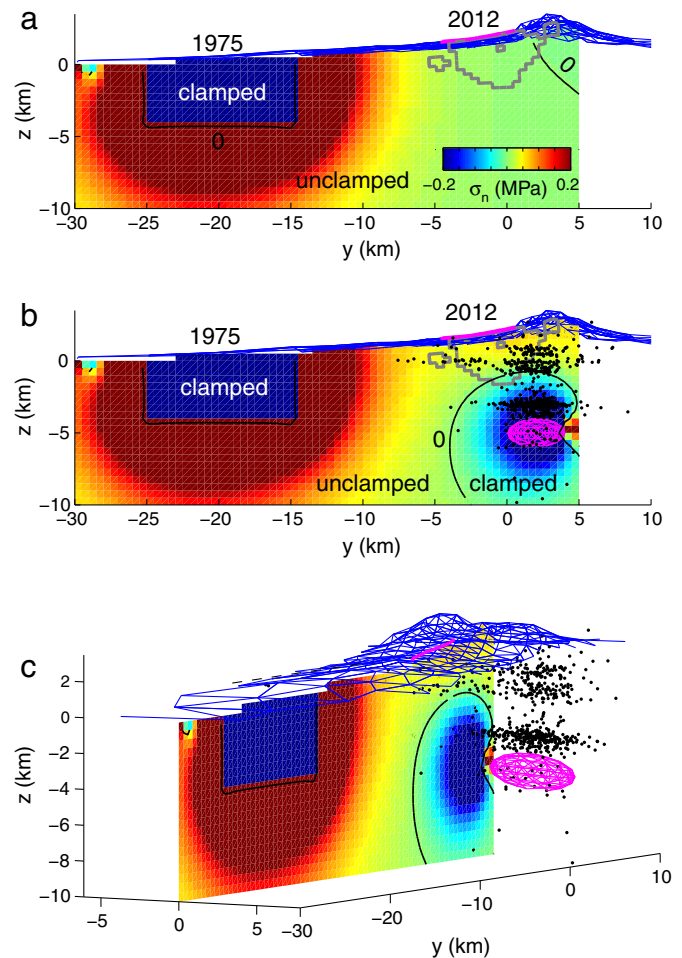 a
1975
2012
clamped
0
0
unclamped
−0.2 σn (MPa) 0.2
0
−5
−10
z (km)
−30 −25 −20 −15 −10 −5 0 5 10
y (km)
b
1975
2012
clamped
0
unclamped
clamped
0
−5
−10
z (km)
−30 −25 −20 −15 −10 −5 0 5 10
y (km)
c
2
0
−2
−4
−6
−8
−10
z (km)
−5 0 5
−30 −20 −10 0 10
y (km)